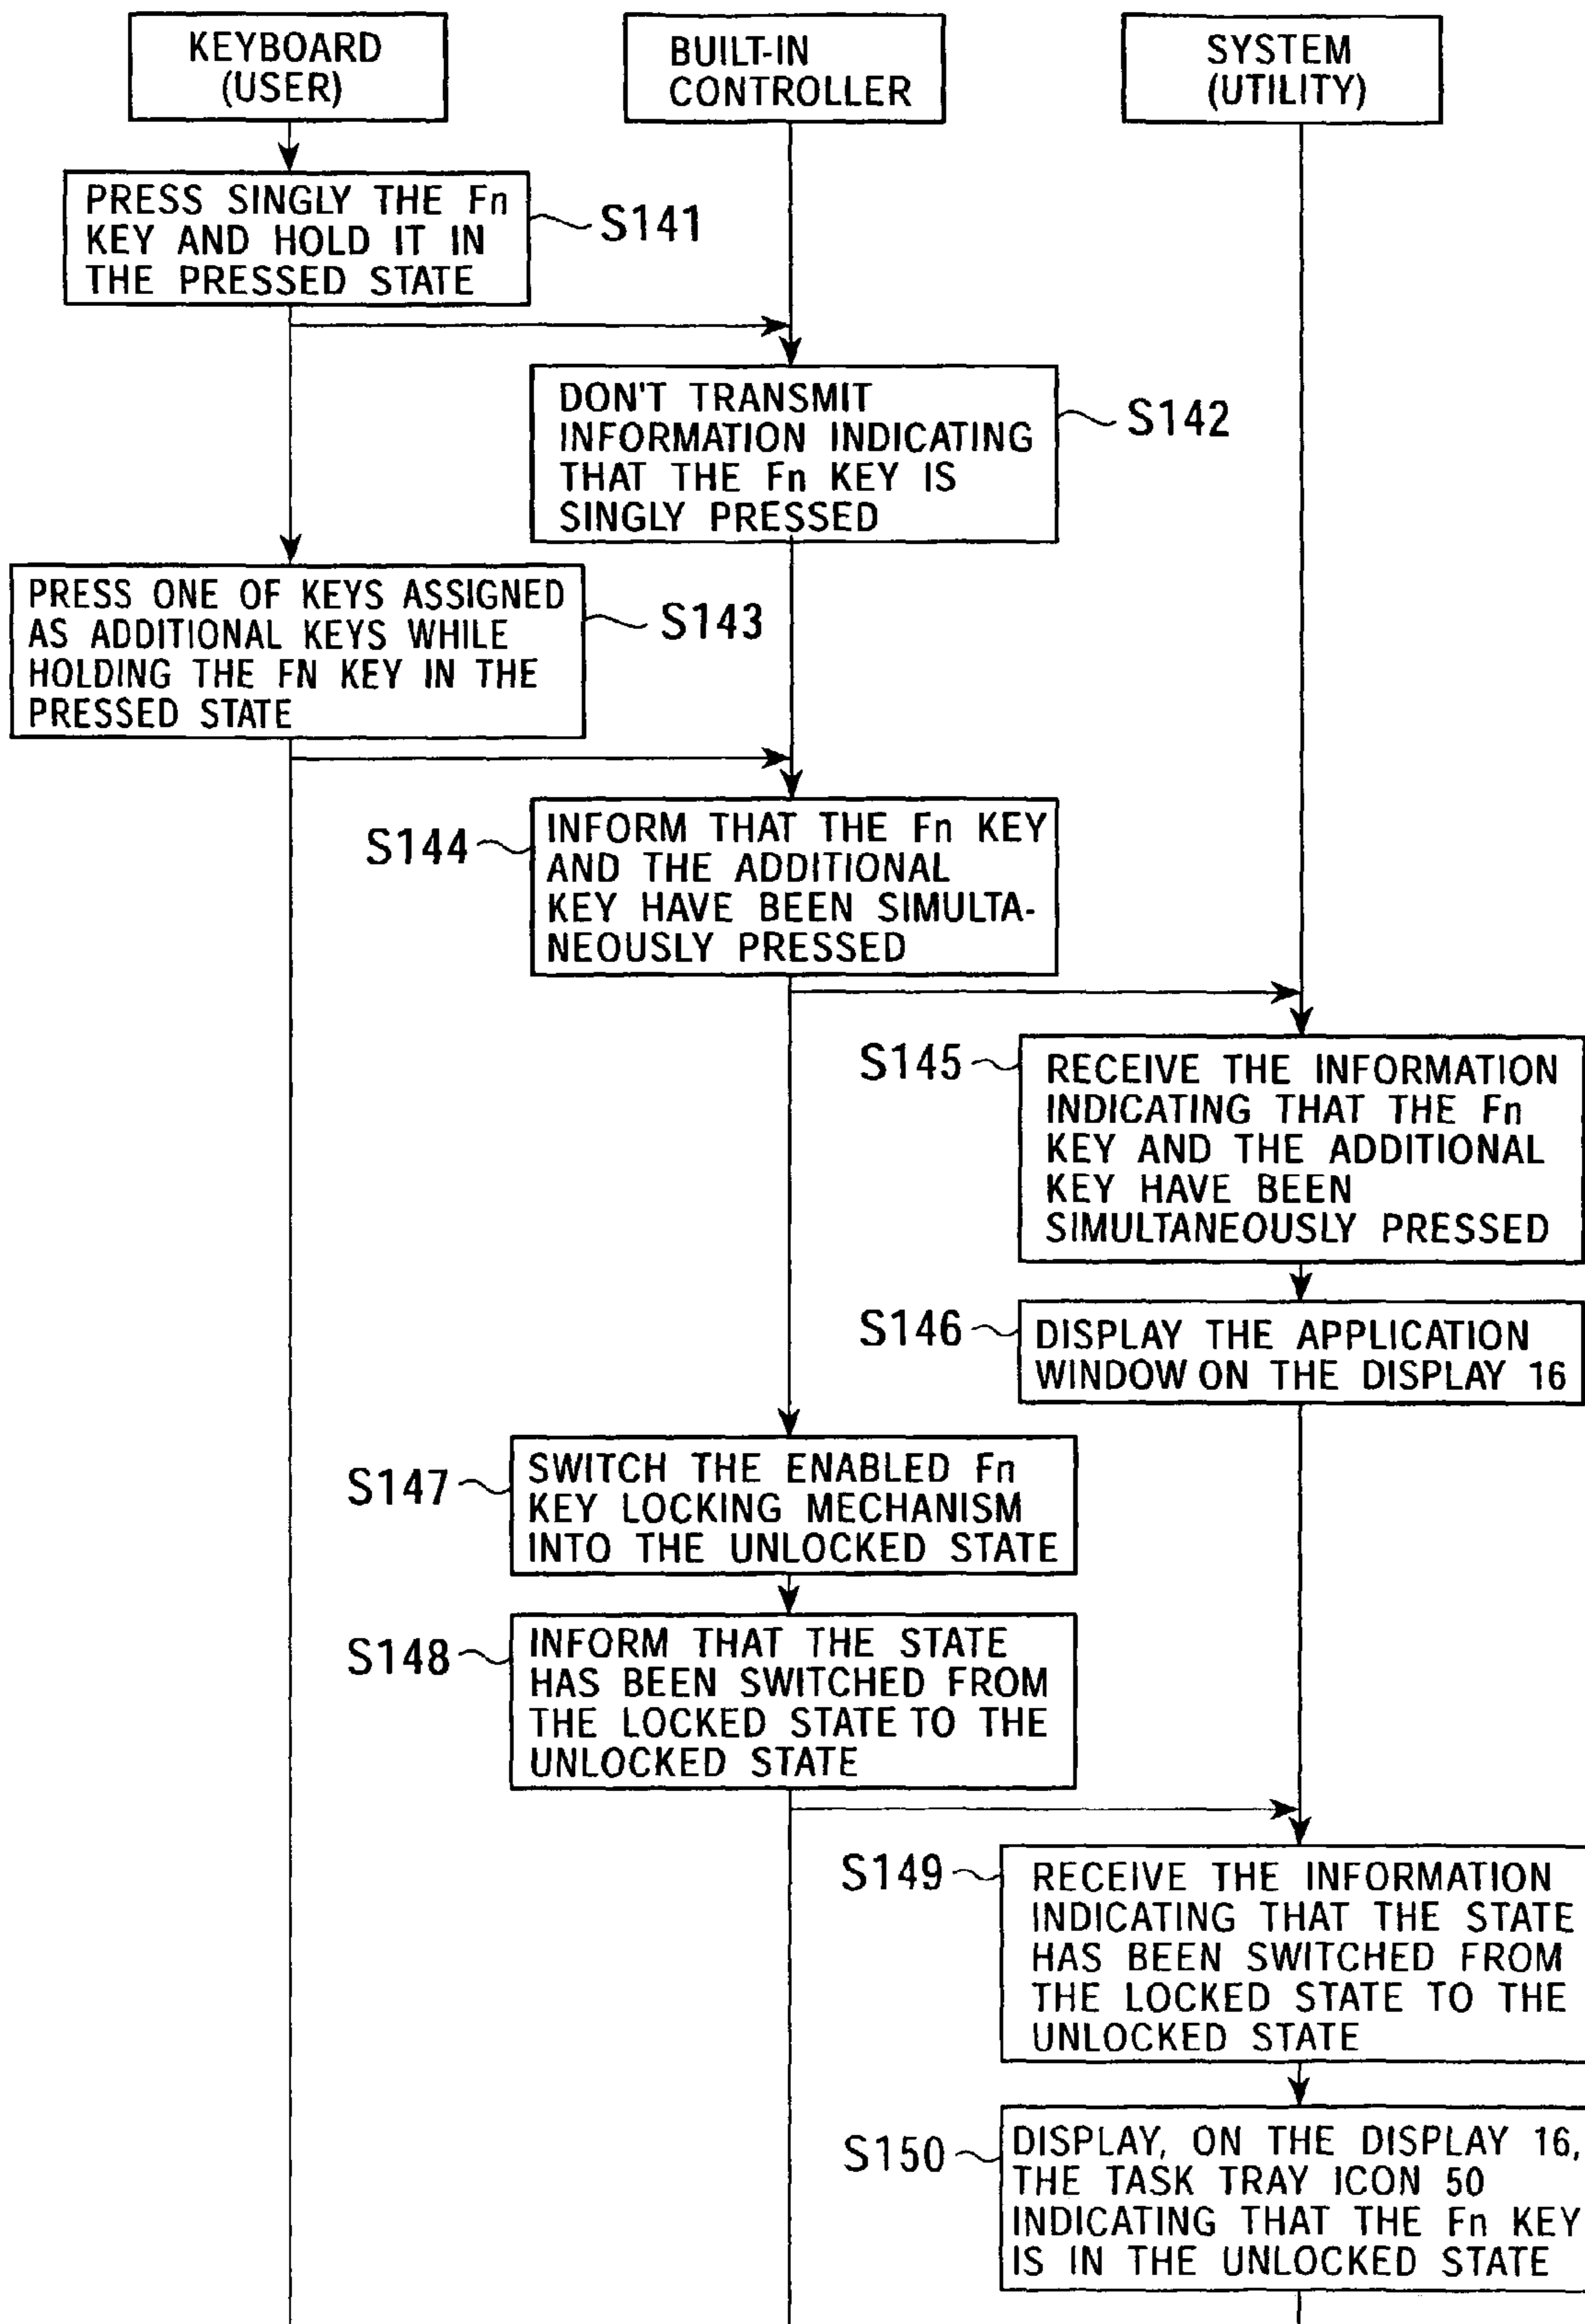 KEYBOARD
(USER)
BUILT-IN
CONTROLLER
SYSTEM
(UTILITY)
PRESS SINGLY THE Fn
KEY AND HOLD IT IN
THE PRESSED STATE
S141
DON'T TRANSMIT
INFORMATION INDICATING
THAT THE Fn KEY IS
SINGLY PRESSED
S142
PRESS ONE OF KEYS ASSIGNED
AS ADDITIONAL KEYS WHILE
HOLDING THE FN KEY IN THE
PRESSED STATE
S143
S144
INFORM THAT THE Fn KEY
AND THE ADDITIONAL
KEY HAVE BEEN SIMULTA-
NEOUSLY PRESSED
S145
RECEIVE THE INFORMATION
INDICATING THAT THE Fn
KEY AND THE ADDITIONAL
KEY HAVE BEEN
SIMULTANEOUSLY PRESSED
S146
DISPLAY THE APPLICATION
WINDOW ON THE DISPLAY 16
S147
SWITCH THE ENABLED Fn
KEY LOCKING MECHANISM
INTO THE UNLOCKED STATE
S148
INFORM THAT THE STATE
HAS BEEN SWITCHED FROM
THE LOCKED STATE TO THE
UNLOCKED STATE
S149
RECEIVE THE INFORMATION
INDICATING THAT THE STATE
HAS BEEN SWITCHED FROM
THE LOCKED STATE TO THE
UNLOCKED STATE
S150
DISPLAY, ON THE DISPLAY 16,
THE TASK TRAY ICON 50
INDICATING THAT THE Fn KEY
IS IN THE UNLOCKED STATE